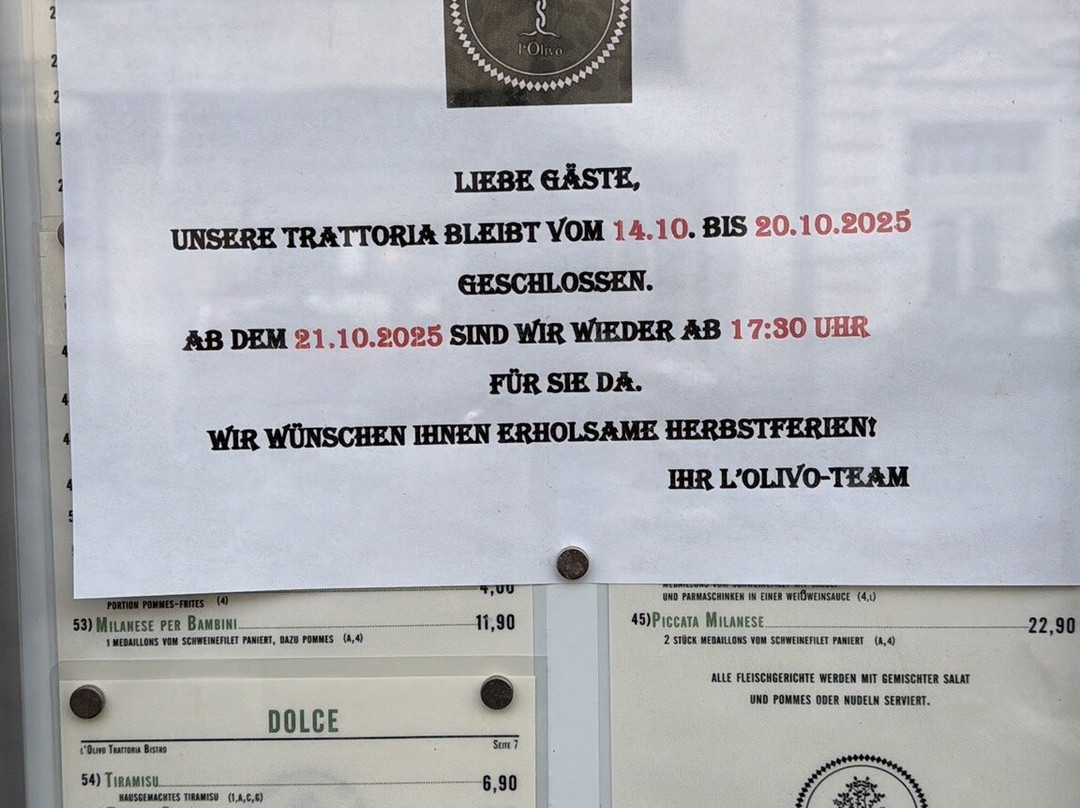 l'Olivo
LIEBE GÄSTE,
UNSERE TRATTORIA BLEIBT VOM 14.10. BIS 20.10.2025
GESCHLOSSEN.
AB DEM 21.10.2025 SIND WIR WIEDER AB 17:30 UHR
FÜR SIE DA.
WIR WÜNSCHEN IHNEN ERHOLSAME HERBSTFERIEN!
IHR L'OLIVO-TEAM
4,00
PORTION POMMES-FRITES (4)
53) MILANESE PER BAMBINI 11,90
1 MEDAILLONS VOM SCHWEINEFILET PANIERT, DAZU POMMES (A,4)
DOLCE
L'OLIVO TRATTORIA BISTRO SEITE 7
54) TIRAMISU 6,90
HAUSGEMACHTES TIRAMISU (1,A,C,G)
UND PARMASCHINKEN IN EINER WEIßWEINSAUCE (4,L)
45) PICCATA MILANESE 22,90
2 STÜCK MEDAILLONS VOM SCHWEINEFILET PANIERT (A,4)
ALLE FLEISCHGERICHTE WERDEN MIT GEMISCHTER SALAT
UND POMMES ODER NUDELN SERVIERT.